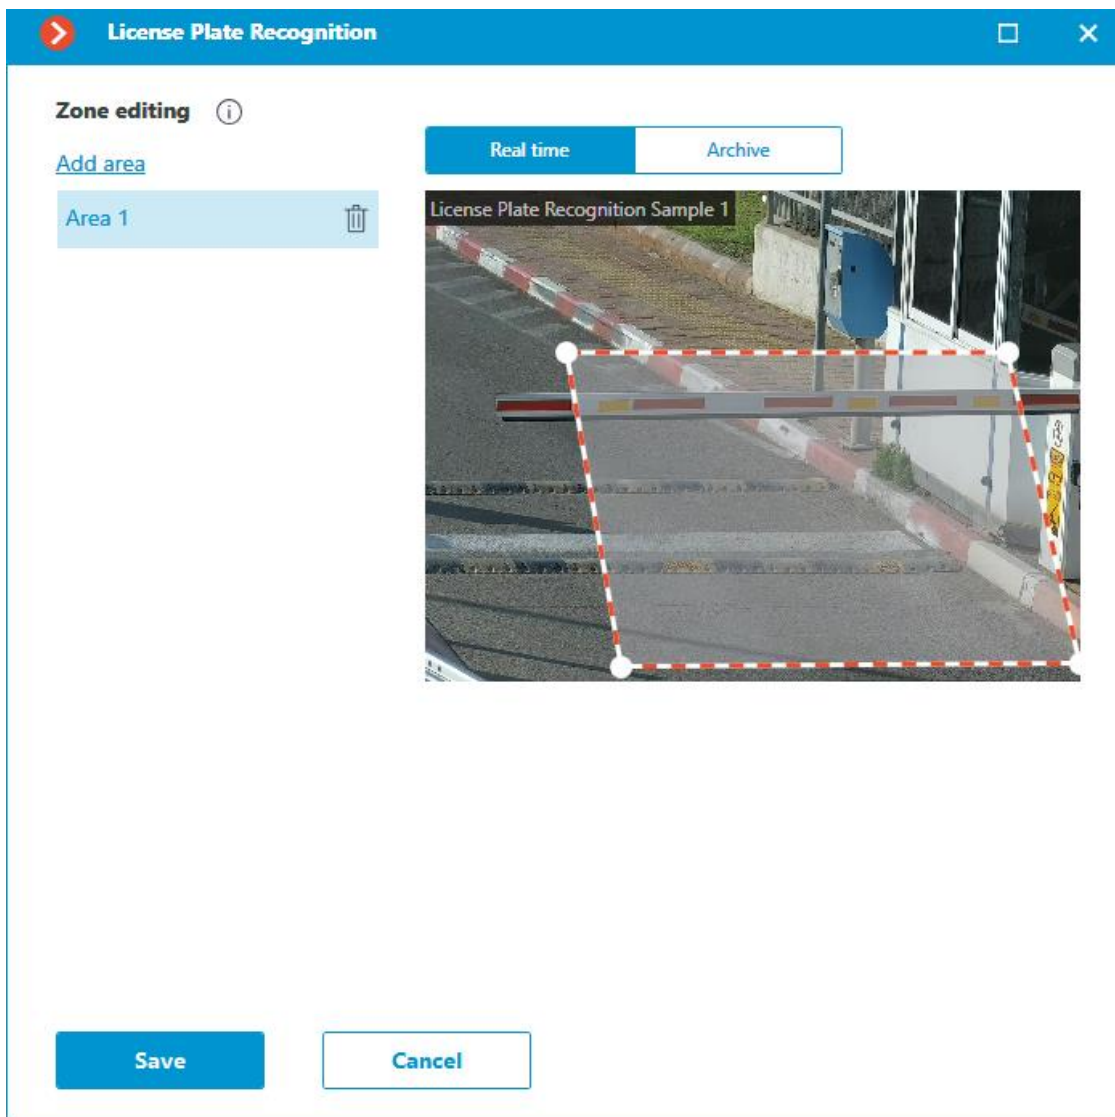 License Plate Recognition
Zone editing
Add area
Real time
Archive
Area 1
License Plate Recognition Sample 1
Save
Cancel